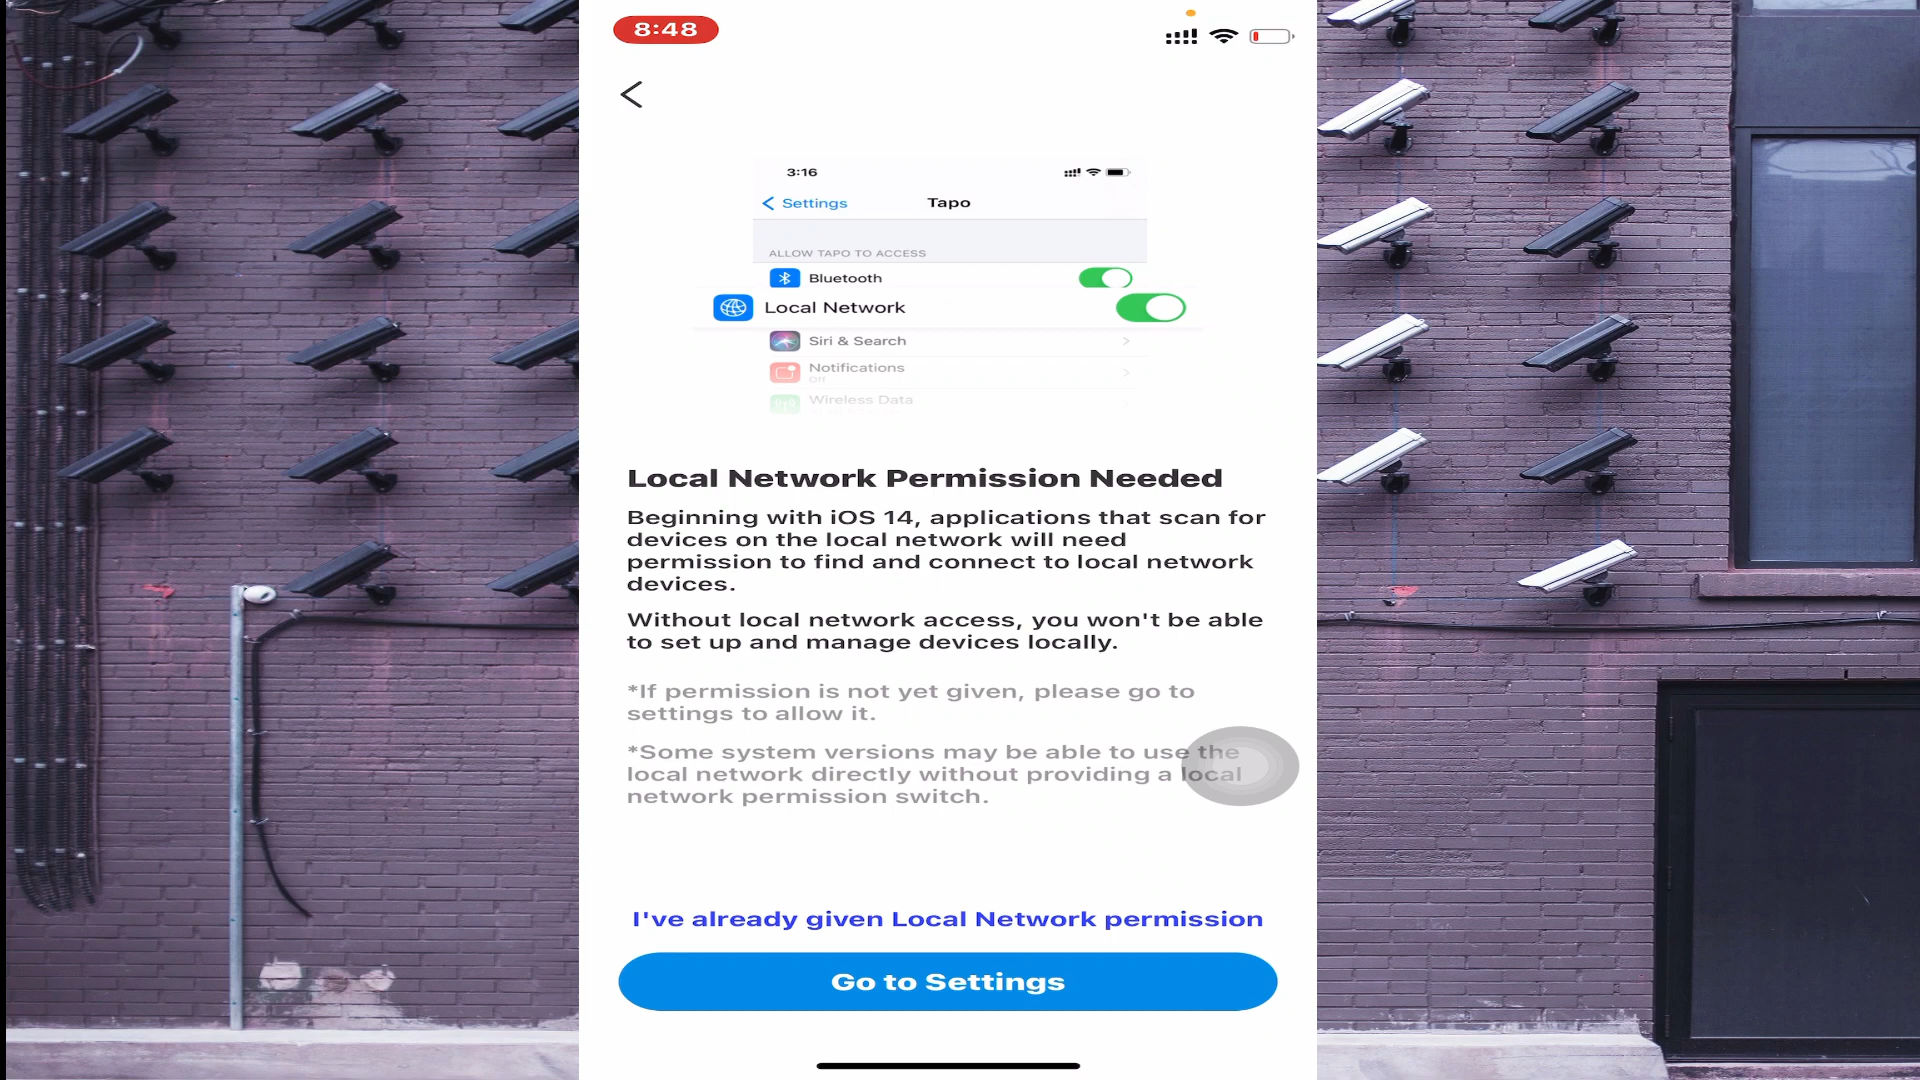 8:48
3:16
Settings
Tapo
ALLOW TAPO TO ACCESS
Bluetooth
Local Network
Siri & Search
Notifications
Off
Wireless Data
Local Network Permission Needed
Beginning with iOS 14, applications that scan for
devices on the local network will need
permission to find and connect to local network
devices.
Without local network access, you won't be able
to set up and manage devices locally.
*If permission is not yet given, please go to
settings to allow it.
*Some system versions may be able to use the
local network directly without providing a local
network permission switch.
I've already given Local Network permission
Go to Settings